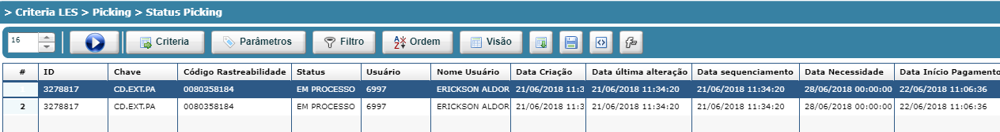 > Criteria LES > Picking > Status Picking
16 Criteria Parâmetros Filtro Ordem Visão
# ID Chave Código Rastreabilidade Status Usuário Nome Usuário Data Criação Data última alteração Data sequenciamento Data Necessidade Data Início Pagamento
3278817 CD.EXT.PA 0080358184 EM PROCESSO 6997 ERICKSON ALDOR 21/06/2018 11:3 21/06/2018 11:34:20 21/06/2018 11:34:20 28/06/2018 00:00:00 22/06/2018 11:06:36
2 3278817 CD.EXT.PA 0080358184 EM PROCESSO 6997 ERICKSON ALDOR 21/06/2018 11:3 21/06/2018 11:34:20 21/06/2018 11:34:20 28/06/2018 00:00:00 22/06/2018 11:06:36